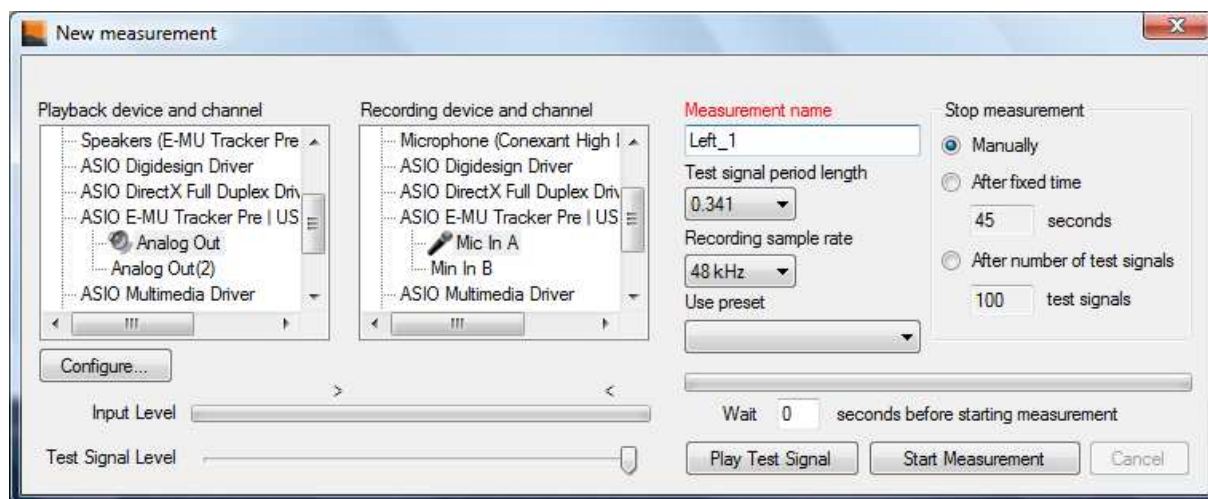 New measurement
Playback device and channel
Speakers (E-MU Tracker Pre
ASIO Digidesign Driver
ASIO DirectX Full Duplex Driv
ASIO E-MU Tracker Pre | US
Analog Out
Analog Out(2)
ASIO Multimedia Driver
Configure...
Recording device and channel
Microphone (Conexant High I
ASIO Digidesign Driver
ASIO DirectX Full Duplex Driv
ASIO E-MU Tracker Pre | US
Mic In A
Min In B
ASIO Multimedia Driver
> <
Input Level
Test Signal Level
Measurement name
Left_1
Test signal period length
0.341
Recording sample rate
48 kHz
Use preset
Stop measurement
Manually
After fixed time
45 seconds
After number of test signals
100 test signals
Wait 0 seconds before starting measurement
Play Test Signal Start Measurement Cancel